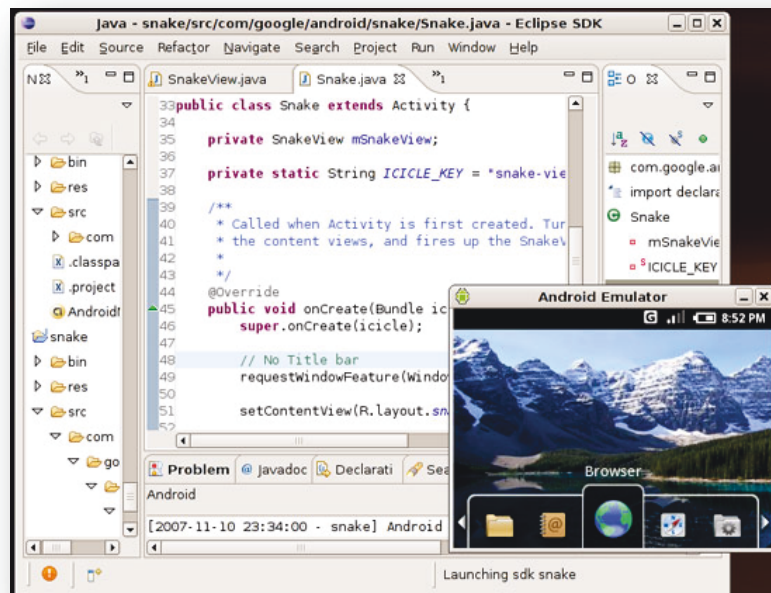 Java - snake/src/com/google/android/snake/Snake.java - Eclipse SDK
File Edit Source Refactor Navigate Search Project Run Window Help
N »1
SnakeView.java Snake.java »1
O
bin
res
src
com
.classpa
.project
Android
snake
bin
res
src
com
go
33 public class Snake extends Activity {
34
35 private SnakeView mSnakeView;
36
37 private static String ICICLE_KEY = "snake-vie
38
39 /**
40 * Called when Activity is first created. Tur
41 * the content views, and fires up the Snake
42 *
43 */
44 @Override
45 public void onCreate(Bundle ic
46 super.onCreate(icicle);
47
48 // No Title bar
49 requestWindowFeature(Windo
50
51 setContentView(R.layout.sn
52
com.google.a
import declara
Snake
mSnakeVie
S ICICLE_KEY
Problem @ Javadoc Declarati Sea
Android
[2007-11-10 23:34:00 - snake] Android
Launching sdk snake
Android Emulator
G 8:52 PM
Browser